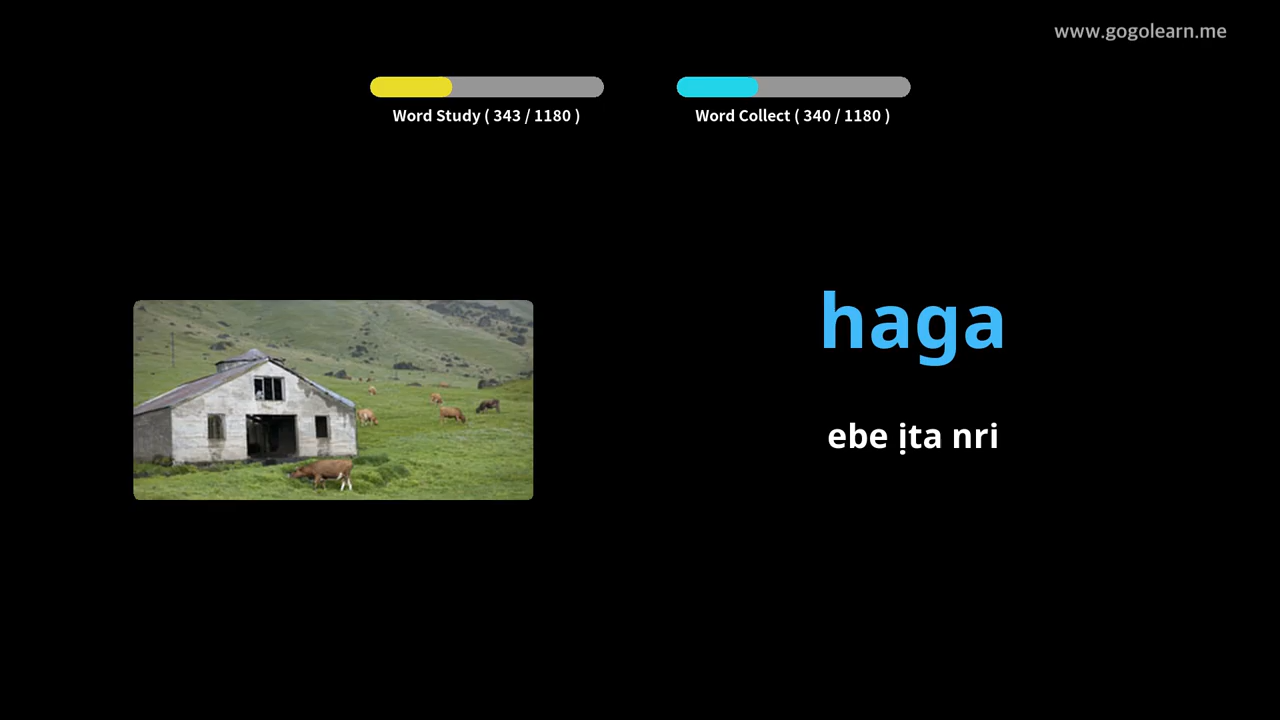 www.gogolearn.me
Word Study ( 343 / 1180 )
Word Collect ( 340 / 1180 )
haga
ebe ịta nri